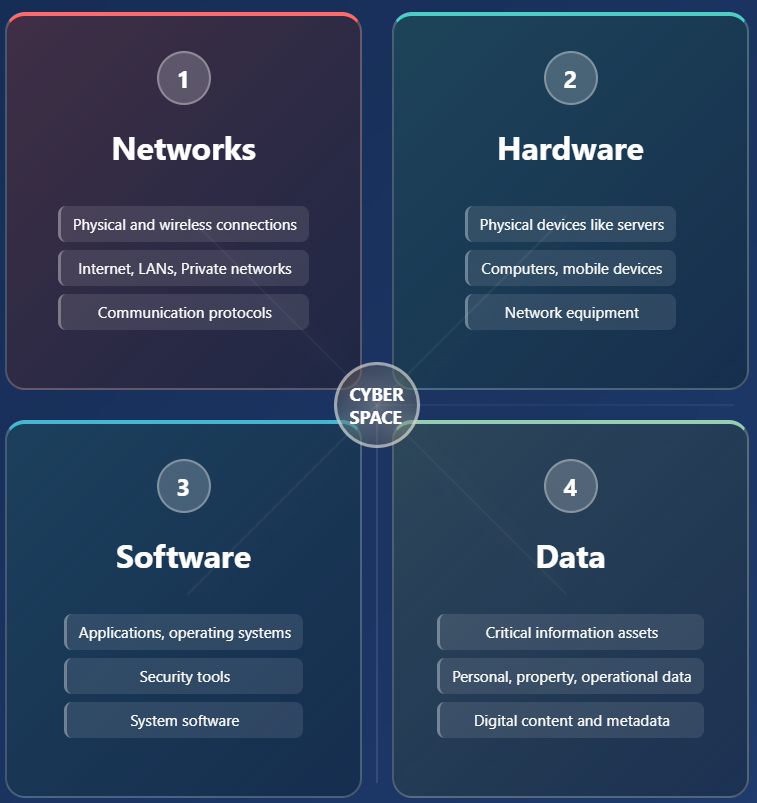 1
Networks
Physical and wireless connections
Internet, LANs, Private networks
Communication protocols
2
Hardware
Physical devices like servers
Computers, mobile devices
Network equipment
CYBER
SPACE
3
Software
Applications, operating systems
Security tools
System software
4
Data
Critical information assets
Personal, property, operational data
Digital content and metadata